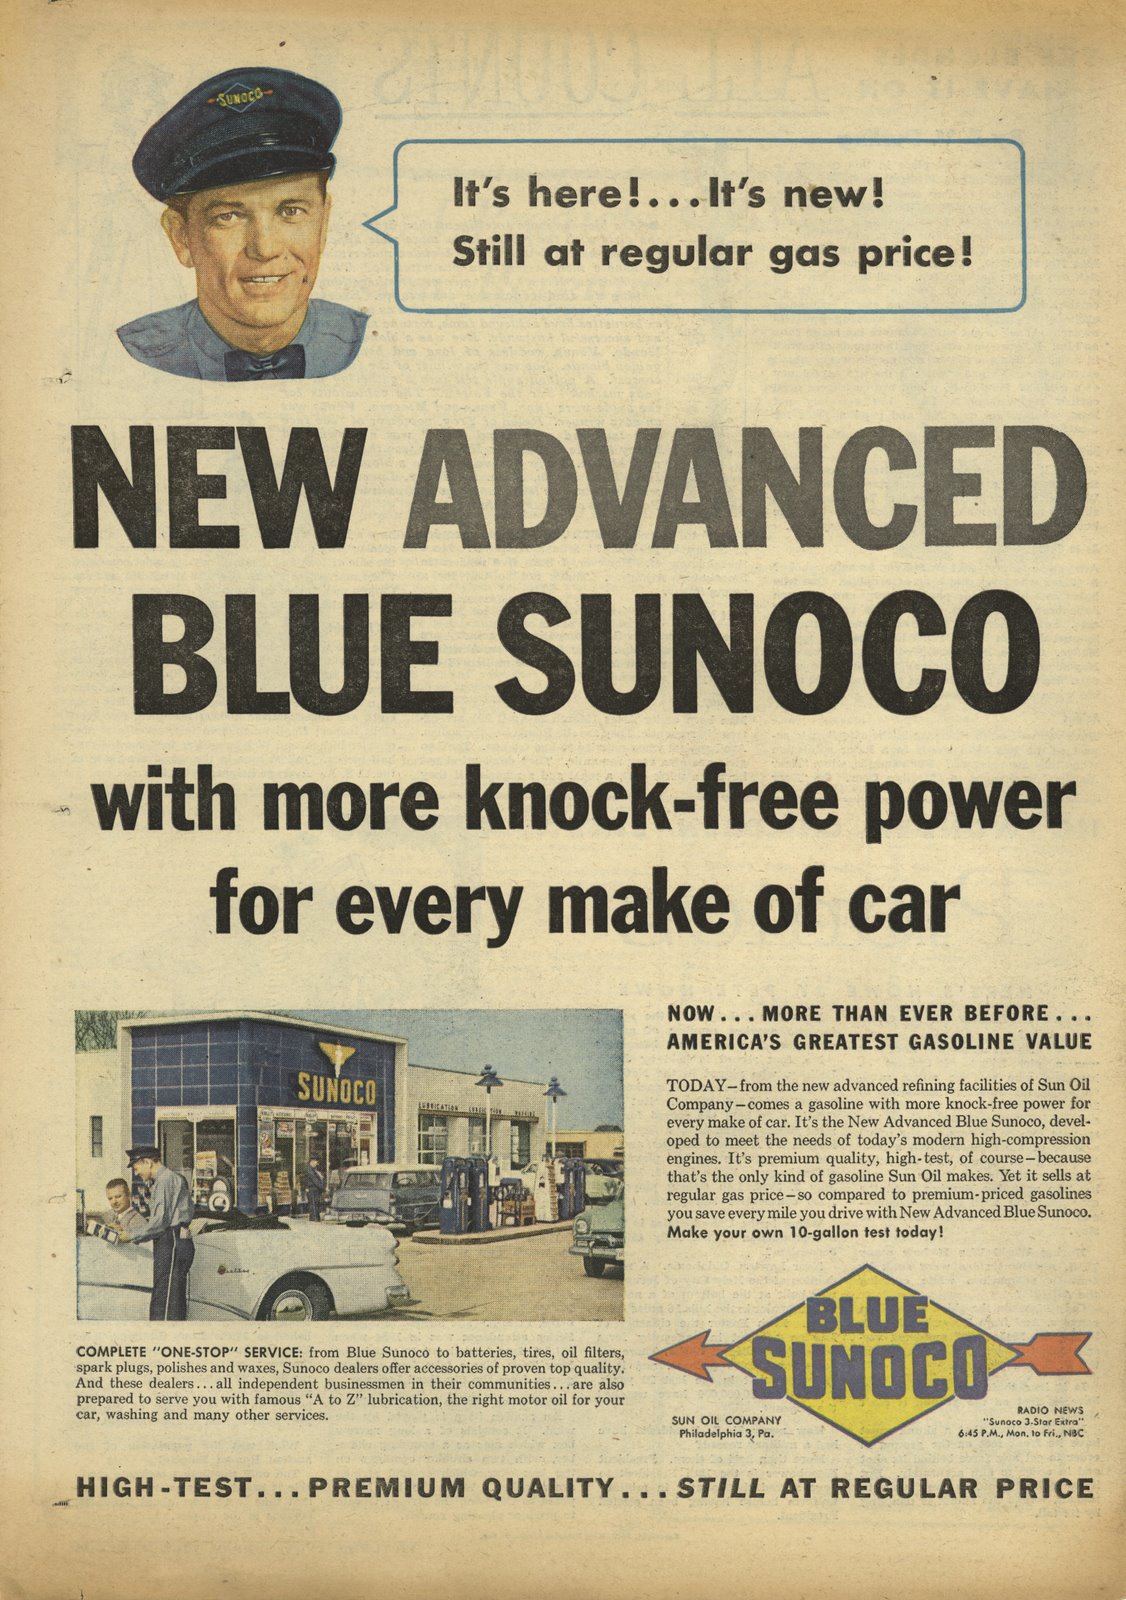 SUNOCO
It's here!...It's new!
Still at regular gas price!
NEW ADVANCED
BLUE SUNOCO
with more knock-free power
for every make of car
SUNOCO
LUBRICATION
NOW...MORE THAN EVER BEFORE...
AMERICA'S GREATEST GASOLINE VALUE
TODAY—from the new advanced refining facilities of Sun Oil
Company—comes a gasoline with more knock-free power for
every make of car. It's the New Advanced Blue Sunoco, devel-
oped to meet the needs of today's modern high-compression
engines. It's premium quality, high-test, of course—because
that's the only kind of gasoline Sun Oil makes. Yet it sells at
regular gas price—so compared to premium-priced gasolines
you save every mile you drive with New Advanced Blue Sunoco.
Make your own 10-gallon test today!
COMPLETE "ONE-STOP" SERVICE: from Blue Sunoco to batteries, tires, oil filters,
spark plugs, polishes and waxes, Sunoco dealers offer accessories of proven top quality.
And these dealers...all independent businessmen in their communities...are also
prepared to serve you with famous "A to Z" lubrication, the right motor oil for your
car, washing and many other services.
BLUE
SUNOCO
SUN OIL COMPANY
Philadelphia 3, Pa.
RADIO NEWS
"Sunoco 3-Star Extra"
6:45 P.M., Mon. to Fri., NBC
HIGH-TEST...PREMIUM QUALITY...STILL AT REGULAR PRICE